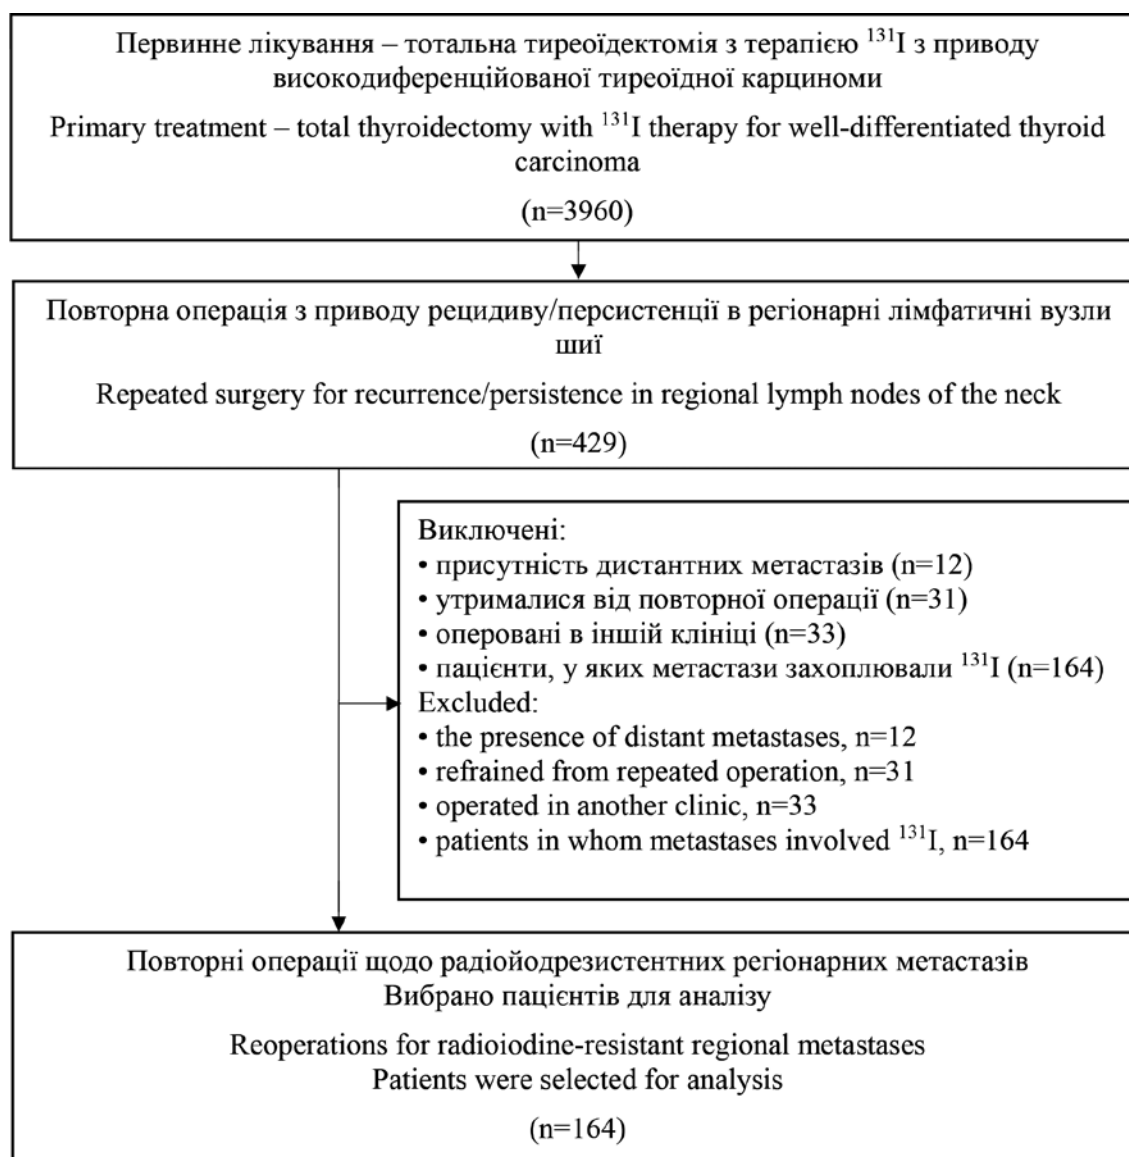 Первинне лікування – тотальна тиреоїдектомія з терапією ¹³¹I з приводу
високодиференційованої тиреоїдної карциноми
Primary treatment – total thyroidectomy with ¹³¹I therapy for well-differentiated thyroid
carcinoma
(n=3960)
Повторна операція з приводу рецидиву/персистенції в регіонарні лімфатичні вузли
шиї
Repeated surgery for recurrence/persistence in regional lymph nodes of the neck
(n=429)
Виключені:
• присутність дистантних метастазів (n=12)
• утрималися від повторної операції (n=31)
• оперовані в іншій клініці (n=33)
• пацієнти, у яких метастази захоплювали ¹³¹I (n=164)
Excluded:
• the presence of distant metastases, n=12
• refrained from repeated operation, n=31
• operated in another clinic, n=33
• patients in whom metastases involved ¹³¹I, n=164
Повторні операції щодо радіойодрезистентних регіонарних метастазів
Вибрано пацієнтів для аналізу
Reoperations for radioiodine-resistant regional metastases
Patients were selected for analysis
(n=164)